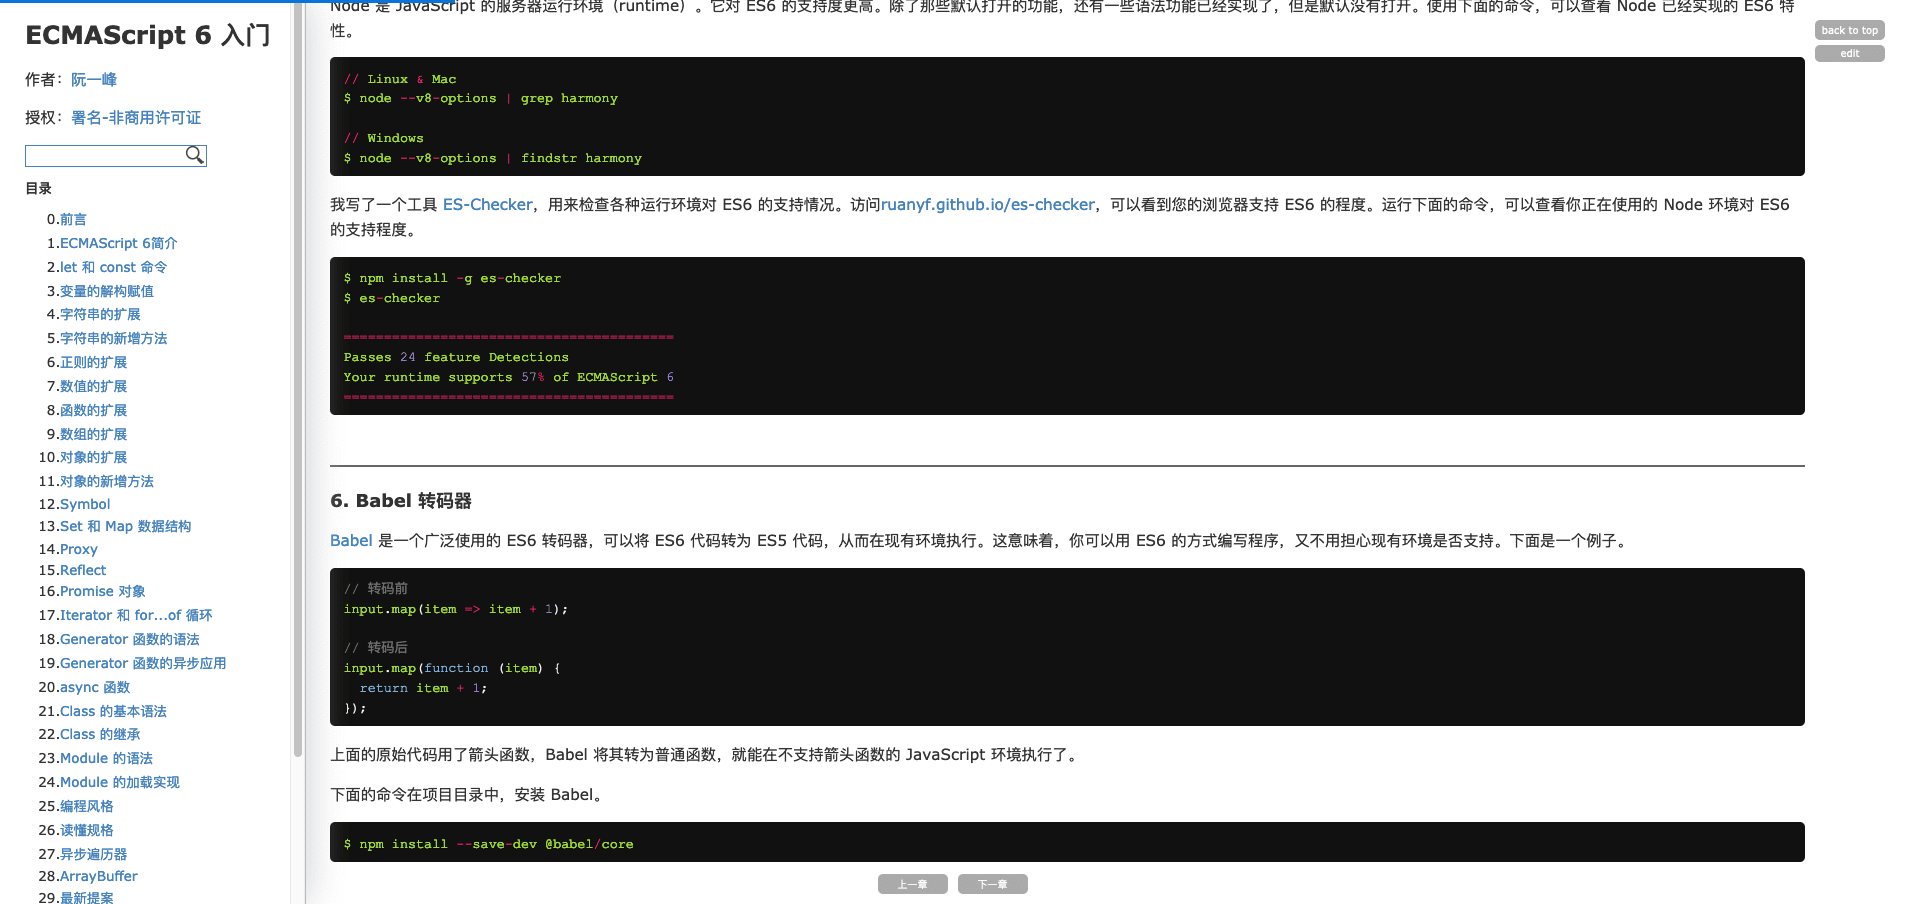 ECMAScript 6 入门
作者：阮一峰
授权：署名-非商用许可证
目录
0.前言
1.ECMAScript 6简介
2.let 和 const 命令
3.变量的解构赋值
4.字符串的扩展
5.字符串的新增方法
6.正则的扩展
7.数值的扩展
8.函数的扩展
9.数组的扩展
10.对象的扩展
11.对象的新增方法
12.Symbol
13.Set 和 Map 数据结构
14.Proxy
15.Reflect
16.Promise 对象
17.Iterator 和 for...of 循环
18.Generator 函数的语法
19.Generator 函数的异步应用
20.async 函数
21.Class 的基本语法
22.Class 的继承
23.Module 的语法
24.Module 的加载实现
25.编程风格
26.读懂规格
27.异步遍历器
28.ArrayBuffer
29.最新提案
Node 是 JavaScript 的服务器运行环境（runtime）。它对 ES6 的支持度更高。除了那些默认打开的功能，还有一些语法功能已经实现了，但是默认没有打开。使用下面的命令，可以查看 Node 已经实现的 ES6 特
性。
// Linux & Mac
$ node --v8-options | grep harmony
// Windows
$ node --v8-options | findstr harmony
我写了一个工具 ES-Checker，用来检查各种运行环境对 ES6 的支持情况。访问ruanyf.github.io/es-checker，可以看到您的浏览器支持 ES6 的程度。运行下面的命令，可以查看你正在使用的 Node 环境对 ES6
的支持程度。
$ npm install -g es-checker
$ es-checker
=========================================
Passes 24 feature Detections
Your runtime supports 57% of ECMAScript 6
=========================================
6. Babel 转码器
Babel 是一个广泛使用的 ES6 转码器，可以将 ES6 代码转为 ES5 代码，从而在现有环境执行。这意味着，你可以用 ES6 的方式编写程序，又不用担心现有环境是否支持。下面是一个例子。
// 转码前
input.map(item => item + 1);
// 转码后
input.map(function (item) {
  return item + 1;
});
上面的原始代码用了箭头函数，Babel 将其转为普通函数，就能在不支持箭头函数的 JavaScript 环境执行了。
下面的命令在项目目录中，安装 Babel。
$ npm install --save-dev @babel/core
上一章
下一章
back to top
edit